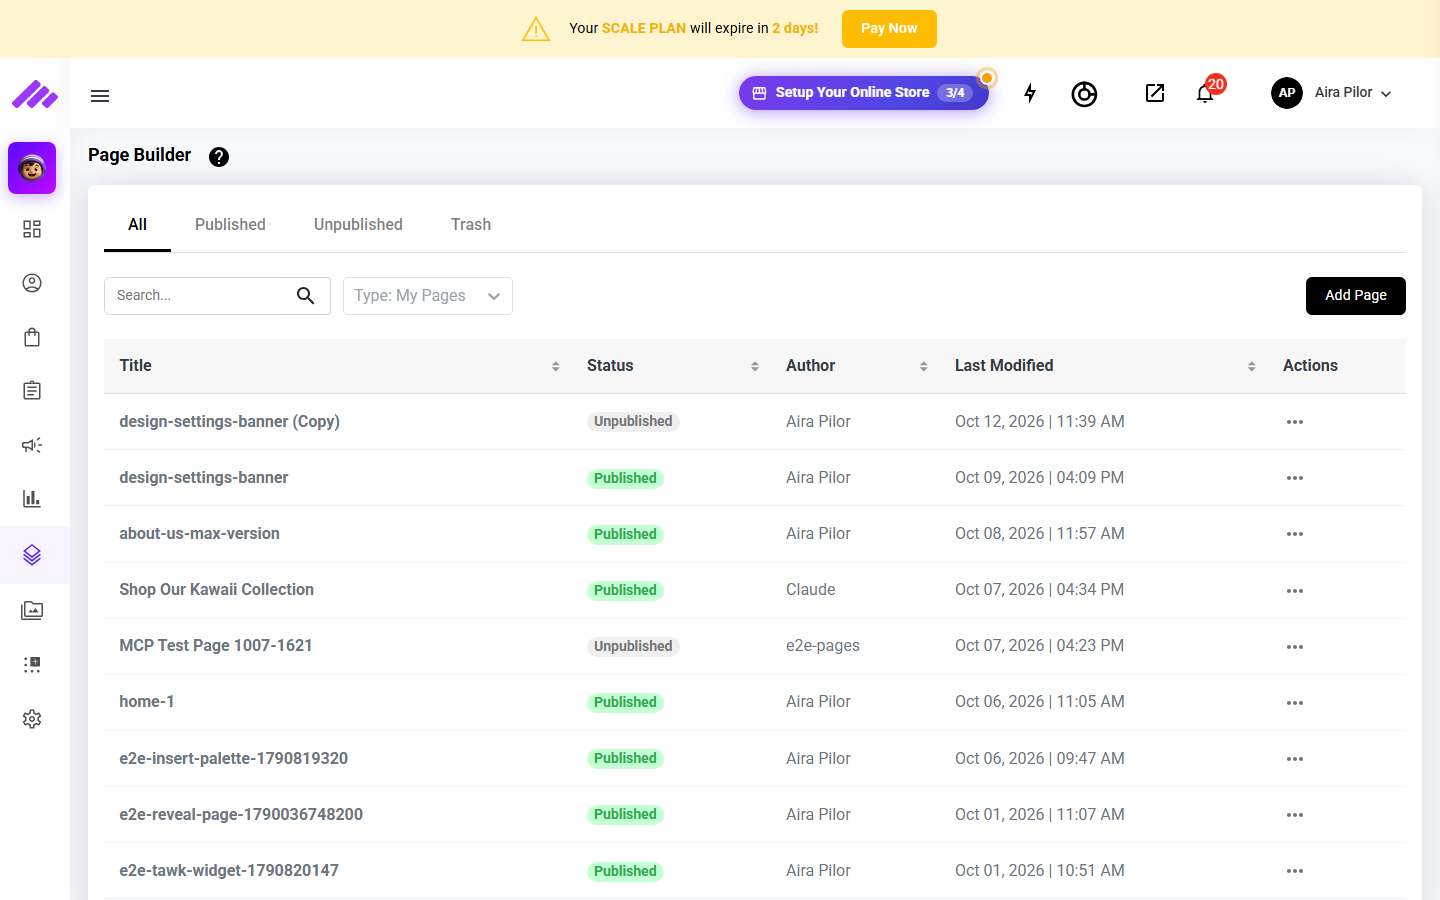 Your SCALE PLAN will expire in 2 days! Pay Now
Setup Your Online Store 3/4
20
AP Aira Pilor
Page Builder ?
All Published Unpublished Trash
Search... Type: My Pages Add Page
Title Status Author Last Modified Actions
design-settings-banner (Copy) Unpublished Aira Pilor Oct 12, 2026 | 11:39 AM
design-settings-banner Published Aira Pilor Oct 09, 2026 | 04:09 PM
about-us-max-version Published Aira Pilor Oct 08, 2026 | 11:57 AM
Shop Our Kawaii Collection Published Claude Oct 07, 2026 | 04:34 PM
MCP Test Page 1007-1621 Unpublished e2e-pages Oct 07, 2026 | 04:23 PM
home-1 Published Aira Pilor Oct 06, 2026 | 11:05 AM
e2e-insert-palette-1790819320 Published Aira Pilor Oct 06, 2026 | 09:47 AM
e2e-reveal-page-1790036748200 Published Aira Pilor Oct 01, 2026 | 11:07 AM
e2e-tawk-widget-1790820147 Published Aira Pilor Oct 01, 2026 | 10:51 AM